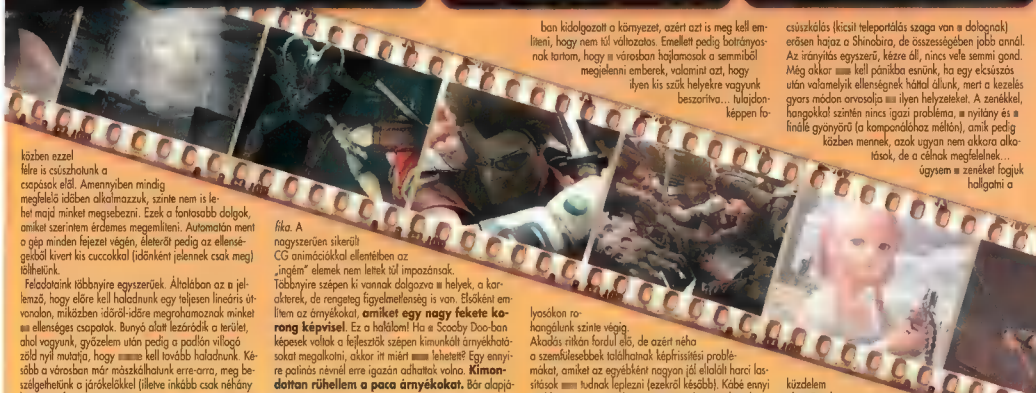 közben ezzel
félre is csúszhatunk a
csapások elől. Amennyiben mindig
megfelelő időben alkalmazzuk, szinte nem is le-
het majd minket megsebezni. Ezek a fontosabb dolgok,
amiket szerintem érdemes megemlíteni. Automatán ment
a gép minden fejezet végén, életerőt pedig az ellensé-
gekből kivert kis cuccokkal (időnként jelennek csak meg)
tölthetünk.
Feladataink többnyire egyszerűek. Általában az a jel-
lemző, hogy előre kell haladnunk egy teljesen lineáris út-
vonalon, miközben időről-időre megrohamoznak minket
ellenséges csapatok. Bunyó alatt lezáródik a terület,
ahol vagyunk, győzelem után pedig a padlón villogó
zöld nyíl mutatja, hogy kell tovább haladnunk. Ké-
sőbb a városban már mászkálhatunk erre-arra, meg be-
szélgethetünk a járókelőkkel (illetve inkább csak néhány
fika. A
nagyszerűen sikerült
CG animációkkal ellentétben az
„ingém" elemek nem lettek túl impozánsak.
Többnyire szépen ki vannak dolgozva a helyek, a kar-
akterek, de rengeteg figyelmetlenség is van. Elsőként em-
lítem az árnyékokat, amiket egy nagy fekete ko-
rong képvisel. Ez a halálom! Ha a Scooby Doo-ban
képesek voltak a fejlesztők szépen kimunkált árnyékhatá-
sokat megalkotni, akkor itt miért lehetett? Egy ennyi-
re patinás névnél erre igazán adhattak volna. Kimon-
dottan rühellem a paca árnyékokat. Bár alapjá-
ban kidolgozott a környezet, azért azt is meg kell em-
líteni, hogy nem túl változatos. Emellett pedig botrányos-
nak tartom, hogy a városban hajlamosak a semmiből
megjelenni emberek, valamint azt, hogy
ilyen kis szűk helyekre vagyunk
beszorítva... tulajdon-
képpen fo-
lyosókon ro-
hangálunk szinte végig.
Akadás ritkán fordul elő, de azért néha
a szemfülesebbek találhatnak képfrissítési problé-
mákat, amiket az egyébként nagyon jól eltalált harci las-
sítások tudnak leplezni (ezekről később). Kábé ennyi
csúszkálás (kicsit teleportálás szaga van a dolognak)
erősen hajaz a Shinobira, de összességében jobb annál.
Az irányítás egyszerű, kézre áll, nincs vele semmi gond.
Még akkor kell pánikba esnünk, ha egy elcsúszás
után valamelyik ellenségnek háttal állunk, mert a kezelés
gyors módon orvosolja ilyen helyzeteket. A zenékkel,
hangokkal szintén nincs igazi probléma, a nyitány és a
finálé gyönyörű (a komponálóhoz méltón), amik pedig
közben mennek, azok ugyan nem akkora alko-
tások, de a célnak megfelelnek...
úgysem a zenéket fogjuk
hallgatni a
küzdelem